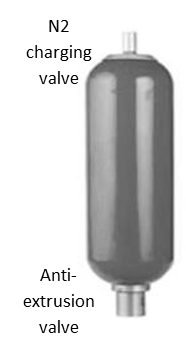 N2
charging
valve
Anti-
extrusion
valve